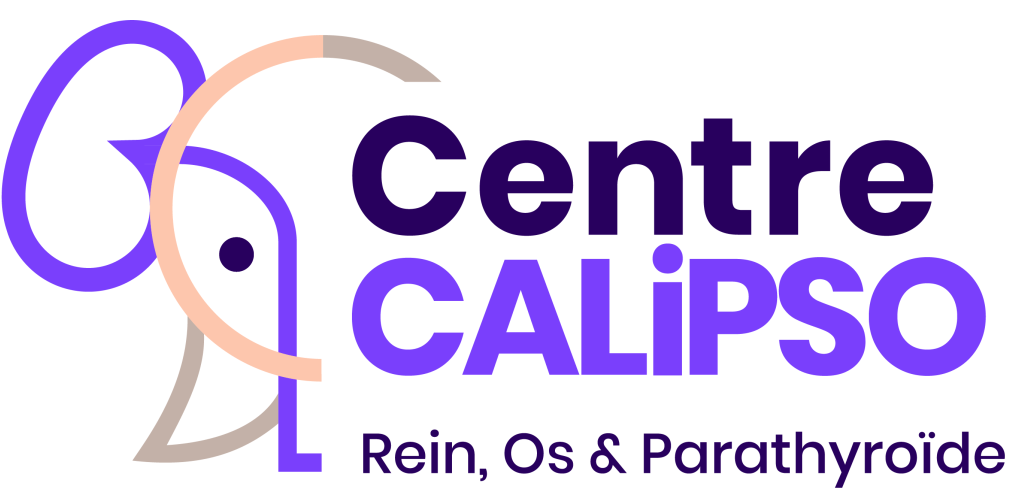 Centre
CALiPSO
Rein, Os & Parathyroïde